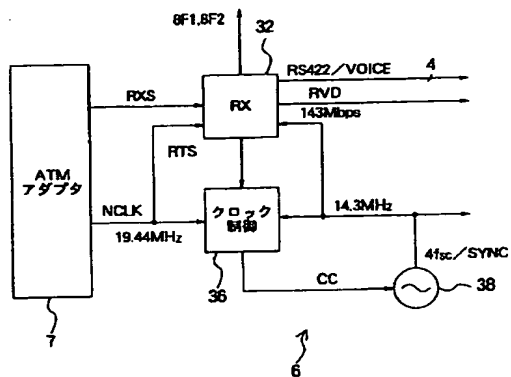 8F1,8F2
32
RS422/VOICE
4
RXS
RX
RVD
143Mbps
RTS
ATM
アダプタ
NCLK
19.44MHz
クロック
制御
14.3MHz
36
CC
4fsc/SYNC
38
7
6